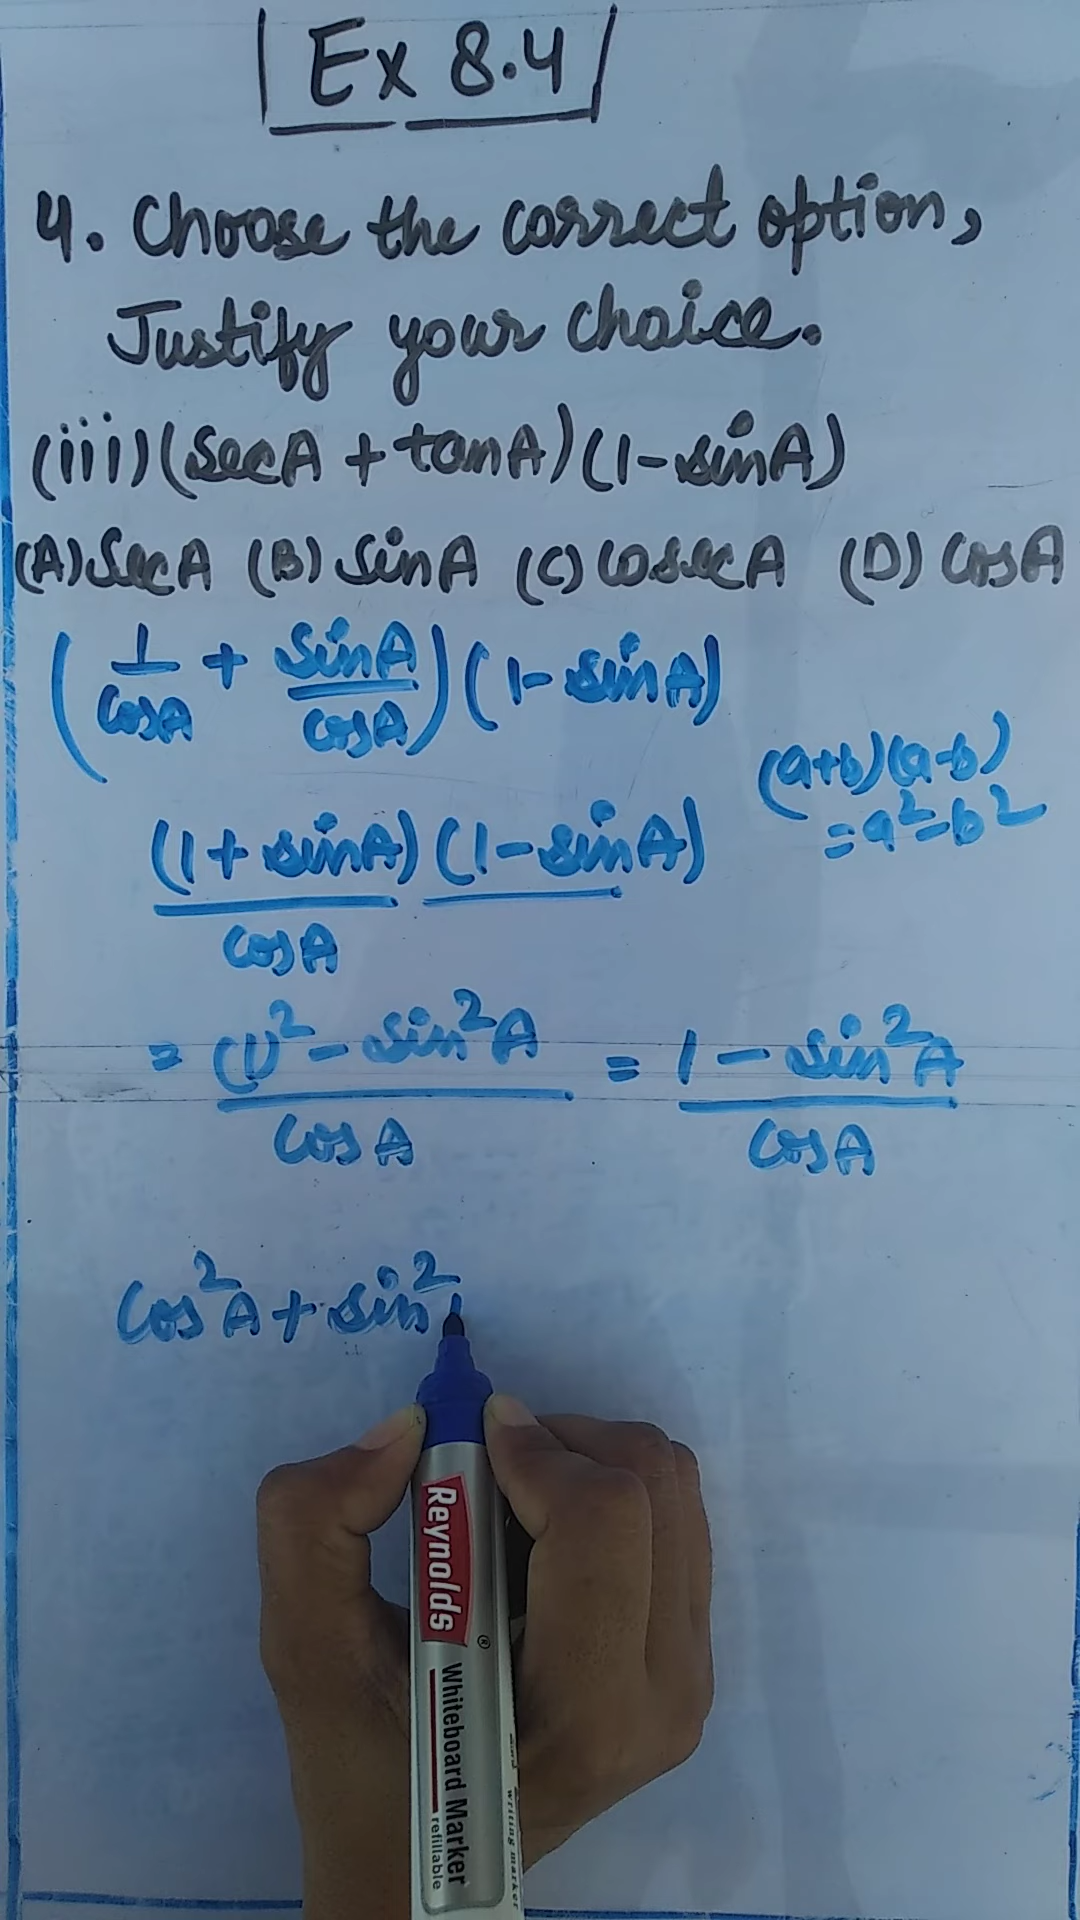 Ex 8.4
4. Choose the correct option,
Justify your choice.
(iii) (secA + tanA) (1 - sinA)
(A) SecA (B) SinA (C) CosecA (D) CosA
(1/CosA + SinA/CosA) (1 - sinA)
(a+b)(a-b)
= a² - b²
(1 + sinA) (1 - sinA)
CosA
= (1)² - sin²A / CosA = 1 - sin²A / CosA
Cos²A + sin²
Reynolds®
Whiteboard Marker
refillable
writing marker